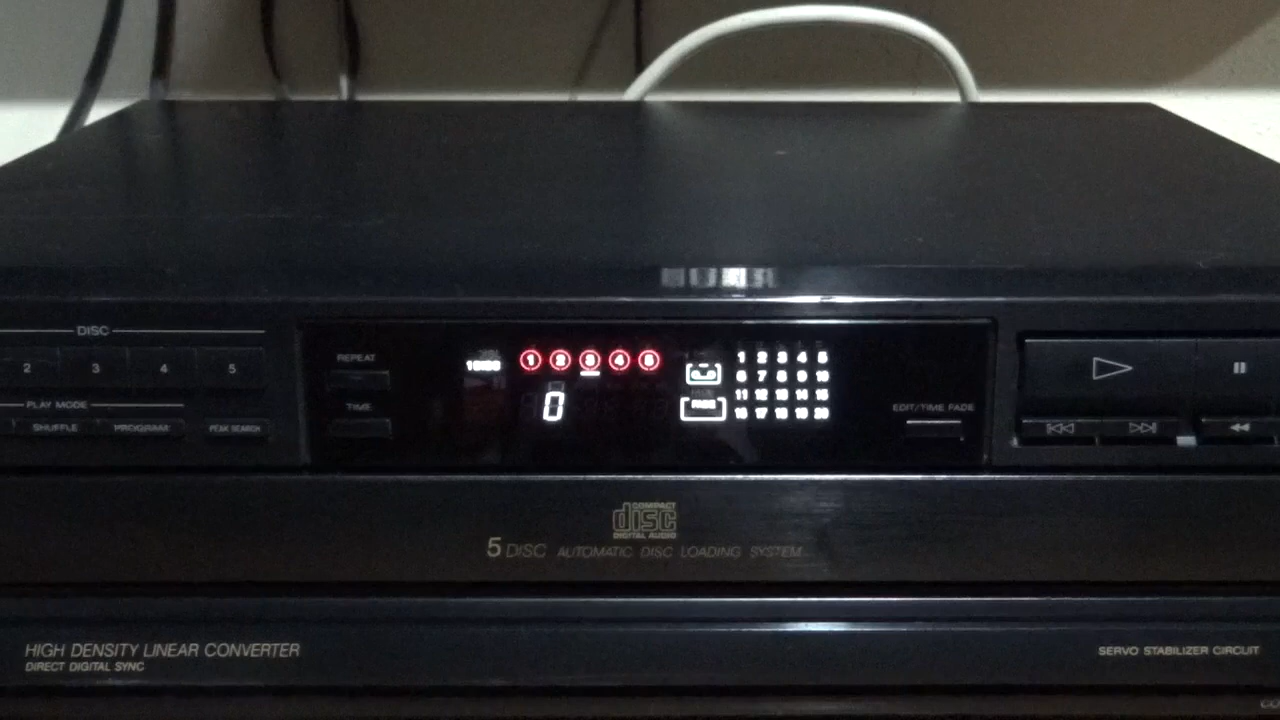 DISC
2 3 4 5
PLAY MODE
SHUFFLE PROGRAM PEAK SEARCH
REPEAT
TIME
1 DISC
1 2 3 4 5
0
FADE
1 2 3 4 5
6 7 8 9 10
11 12 13 14 15
16 17 18 19 20
EDIT/TIME FADE
COMPACT
disc
DIGITAL AUDIO
5 DISC AUTOMATIC DISC LOADING SYSTEM
HIGH DENSITY LINEAR CONVERTER
DIRECT DIGITAL SYNC
SERVO STABILIZER CIRCUIT